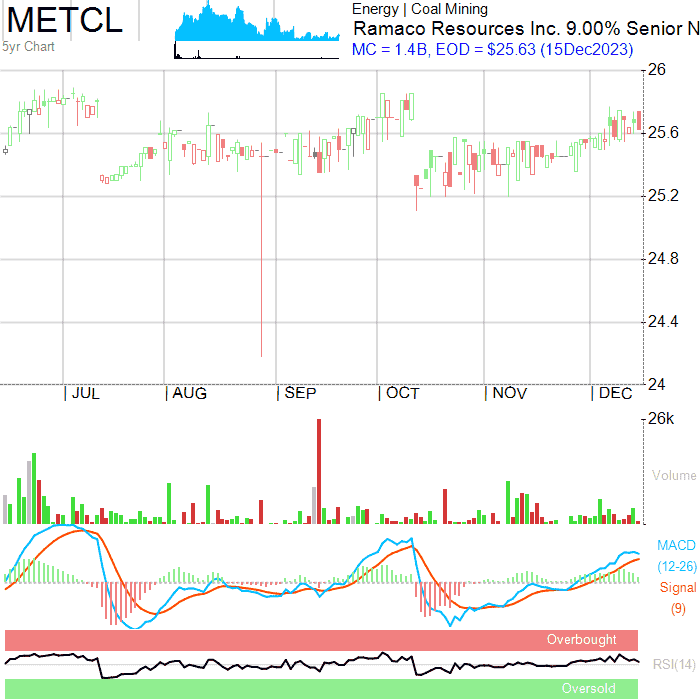 METCL
5yr Chart
Energy | Coal Mining
Ramaco Resources Inc. 9.00% Senior N
MC = 1.4B, EOD = $25.63 (15Dec2023)
26
25.6
25.2
24.8
24.4
24
| JUL | AUG | SEP | OCT | NOV | DEC
26k
Volume
MACD
(12-26)
Signal
(9)
Overbought
RSI(14)
Oversold